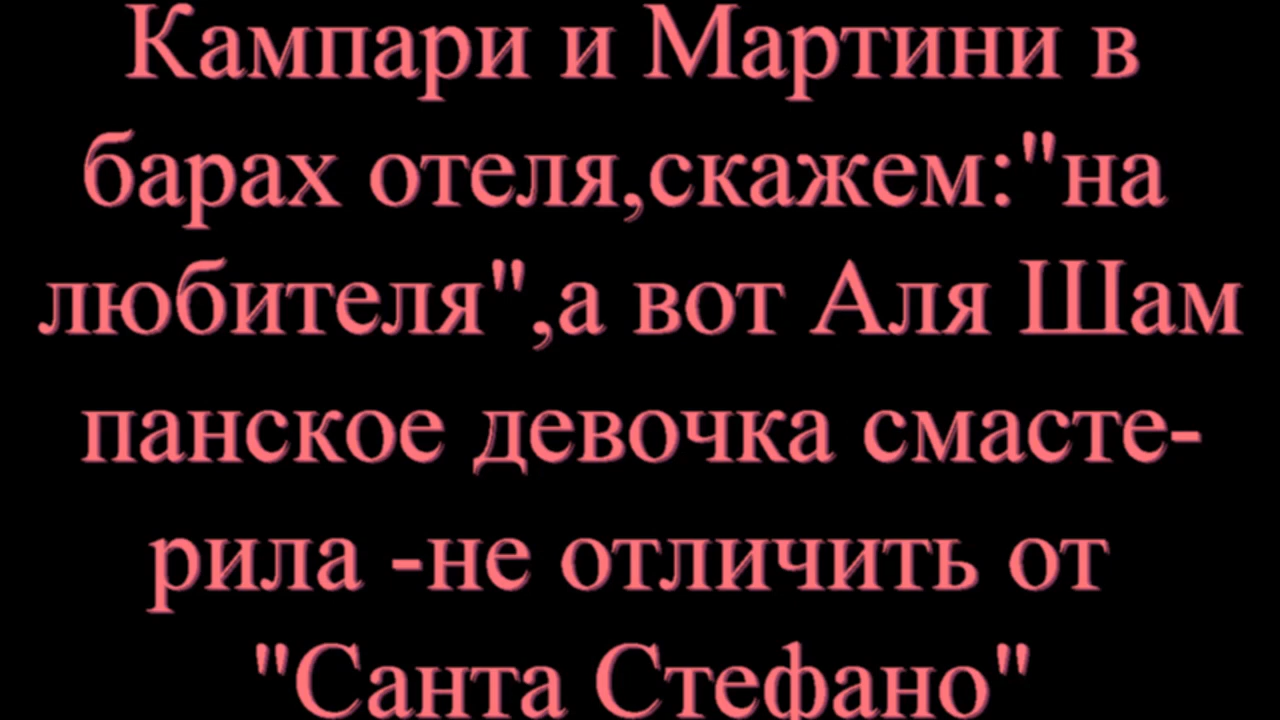 Кампари и Мартини в
барах отеля,скажем:"на
любителя",а вот Аля Шам
панское девочка смасте-
рила -не отличить от
"Санта Стефано"